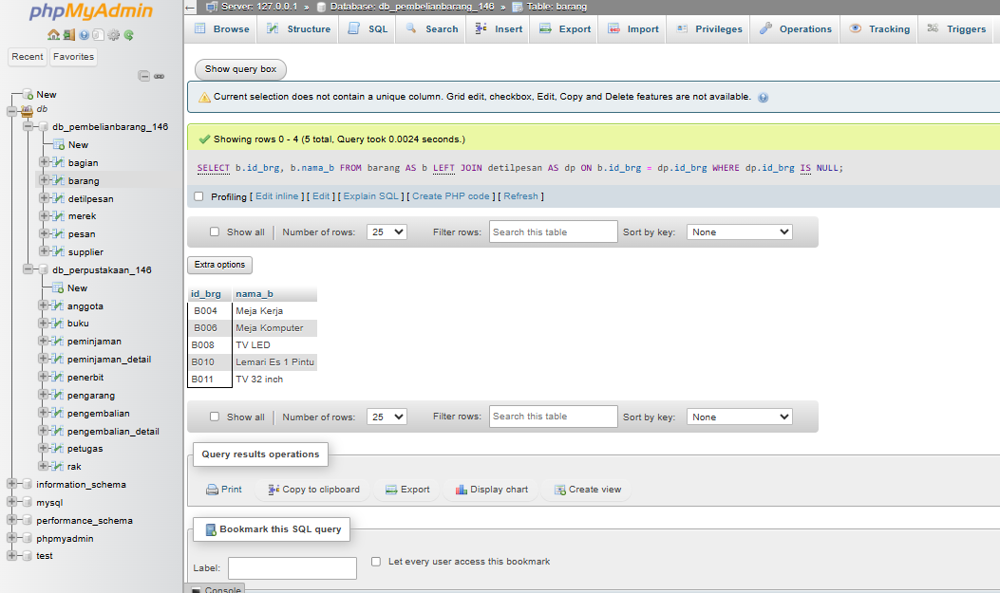 phpMyAdmin
Recent Favorites
New
db
db_pembelianbarang_146
New
bagian
barang
detilpesan
merek
pesan
supplier
db_perpustakaan_146
New
anggota
buku
peminjaman
peminjaman_detail
penerbit
pengarang
pengembalian
pengembalian_detail
petugas
rak
information_schema
mysql
performance_schema
phpmyadmin
test
Server: 127.0.0.1 » Database: db_pembelianbarang_146 » Table: barang
Browse Structure SQL Search Insert Export Import Privileges Operations Tracking Triggers
Show query box
Current selection does not contain a unique column. Grid edit, checkbox, Edit, Copy and Delete features are not available.
Showing rows 0 - 4 (5 total, Query took 0.0024 seconds.)
SELECT b.id_brg, b.nama_b FROM barang AS b LEFT JOIN detilpesan AS dp ON b.id_brg = dp.id_brg WHERE dp.id_brg IS NULL;
Profiling [ Edit inline ] [ Edit ] [ Explain SQL ] [ Create PHP code ] [ Refresh ]
Show all Number of rows: 25 Filter rows: Search this table Sort by key: None
Extra options
id_brg nama_b
B004 Meja Kerja
B006 Meja Komputer
B008 TV LED
B010 Lemari Es 1 Pintu
B011 TV 32 inch
Show all Number of rows: 25 Filter rows: Search this table Sort by key: None
Query results operations
Print Copy to clipboard Export Display chart Create view
Bookmark this SQL query
Label: Let every user access this bookmark
Console